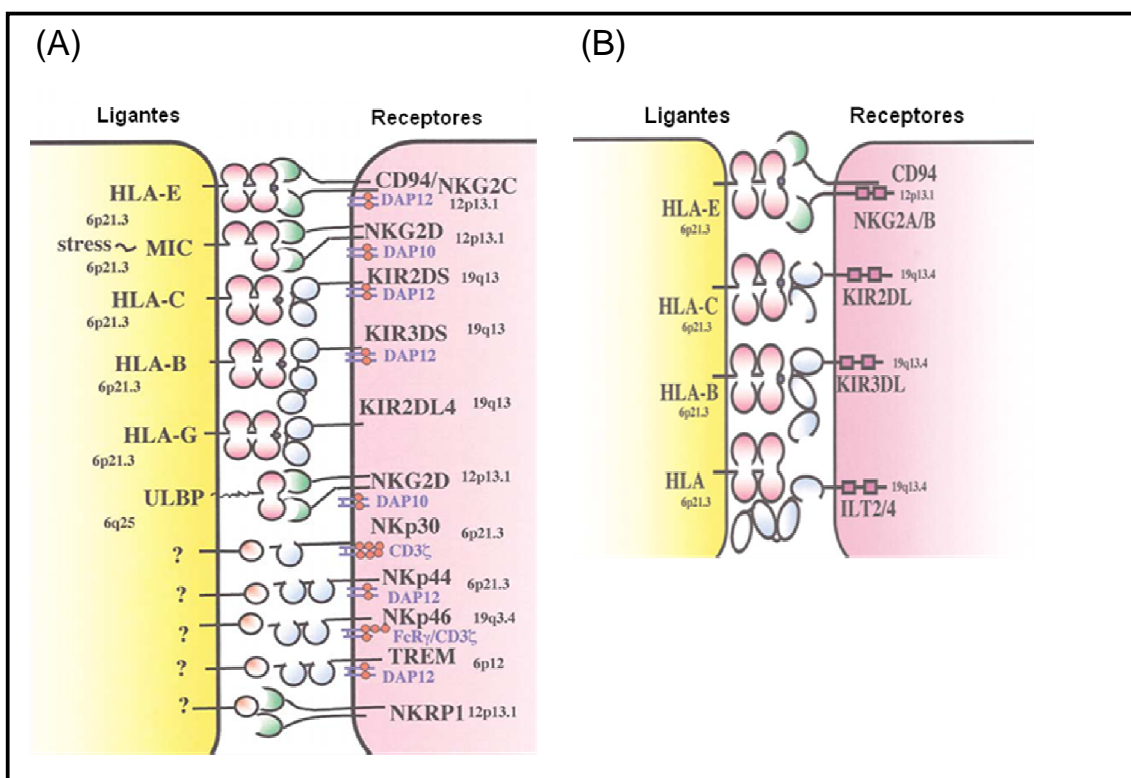 (A)
Ligantes Receptores
HLA-E
6p21.3
CD94/NKG2C
DAP12
12p13.1
stress MIC
6p21.3
NKG2D
12p13.1
DAP10
HLA-C
6p21.3
KIR2DS
19q13
DAP12
HLA-B
6p21.3
KIR3DS
19q13
DAP12
HLA-G
6p21.3
KIR2DL4
19q13
ULBP
6q25
NKG2D
12p13.1
DAP10
?
NKp30
6p21.3
CD3ζ
?
NKp44
6p21.3
DAP12
?
NKp46
19q3.4
FcRγ/CD3ζ
?
TREM
6p12
DAP12
?
NKRP1
12p13.1
(B)
Ligantes Receptores
HLA-E
6p21.3
CD94
12p13.1
NKG2A/B
HLA-C
6p21.3
19q13.4
KIR2DL
HLA-B
6p21.3
19q13.4
KIR3DL
HLA
6p21.3
19q13.4
ILT2/4